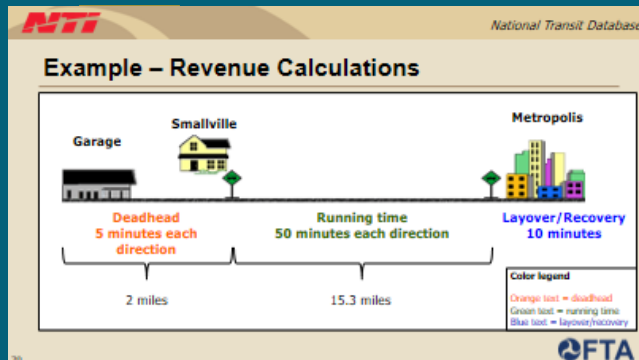 NTI
National Transit Database
Example – Revenue Calculations
Garage
Smallville
Metropolis
Deadhead
5 minutes each
direction
Running time
50 minutes each direction
Layover/Recovery
10 minutes
2 miles
15.3 miles
Color legend
Orange text = deadhead
Green text = running time
Blue text = layover/recovery
FTA